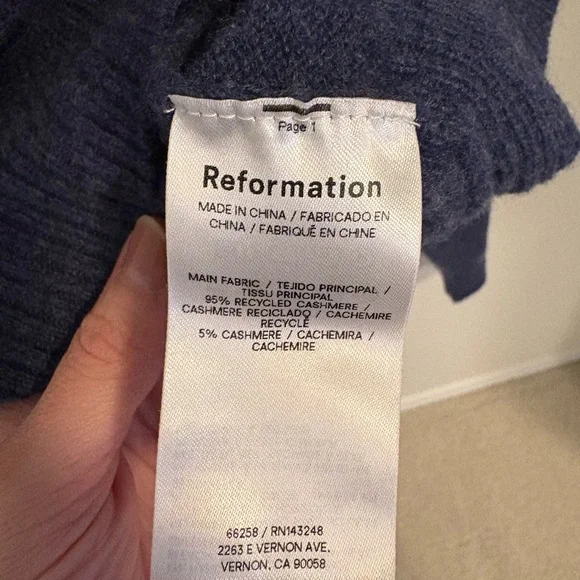 Page 1
Reformation
MADE IN CHINA / FABRICADO EN
CHINA / FABRIQUÉ EN CHINE
MAIN FABRIC / TEJIDO PRINCIPAL /
TISSU PRINCIPAL
95% RECYCLED CASHMERE /
CASHMERE RECICLADO / CACHEMIRE
RECYCLÉ
5% CASHMERE / CACHEMIRA /
CACHEMIRE
66258 / RN143248
2263 E VERNON AVE,
VERNON, CA 90058